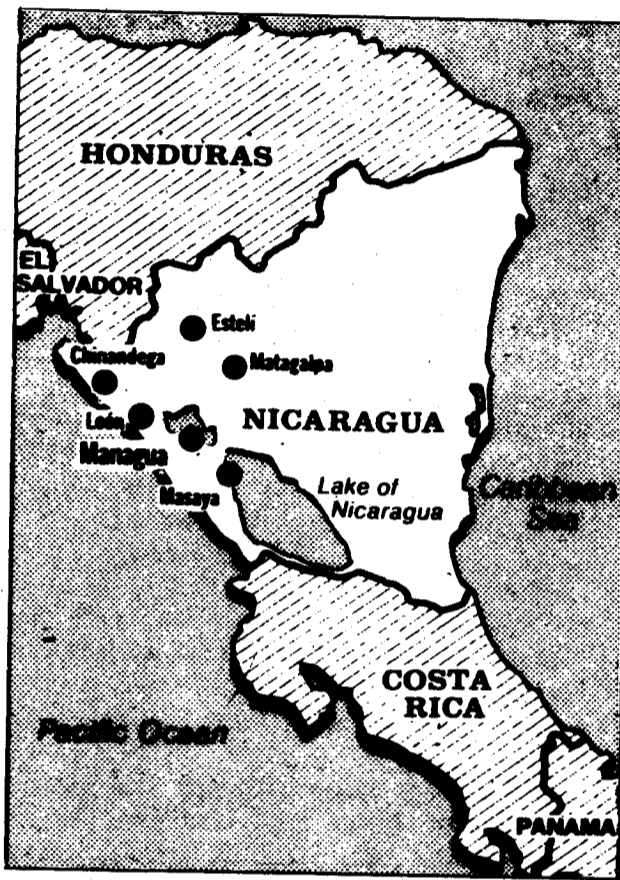 HONDURAS
EL
SALVADOR
Estelí
Chinandega
Matagalpa
León
NICARAGUA
Managua
Masaya
Lake of
Nicaragua
Caribbean
Sea
COSTA
RICA
Pacific Ocean
PANAMA